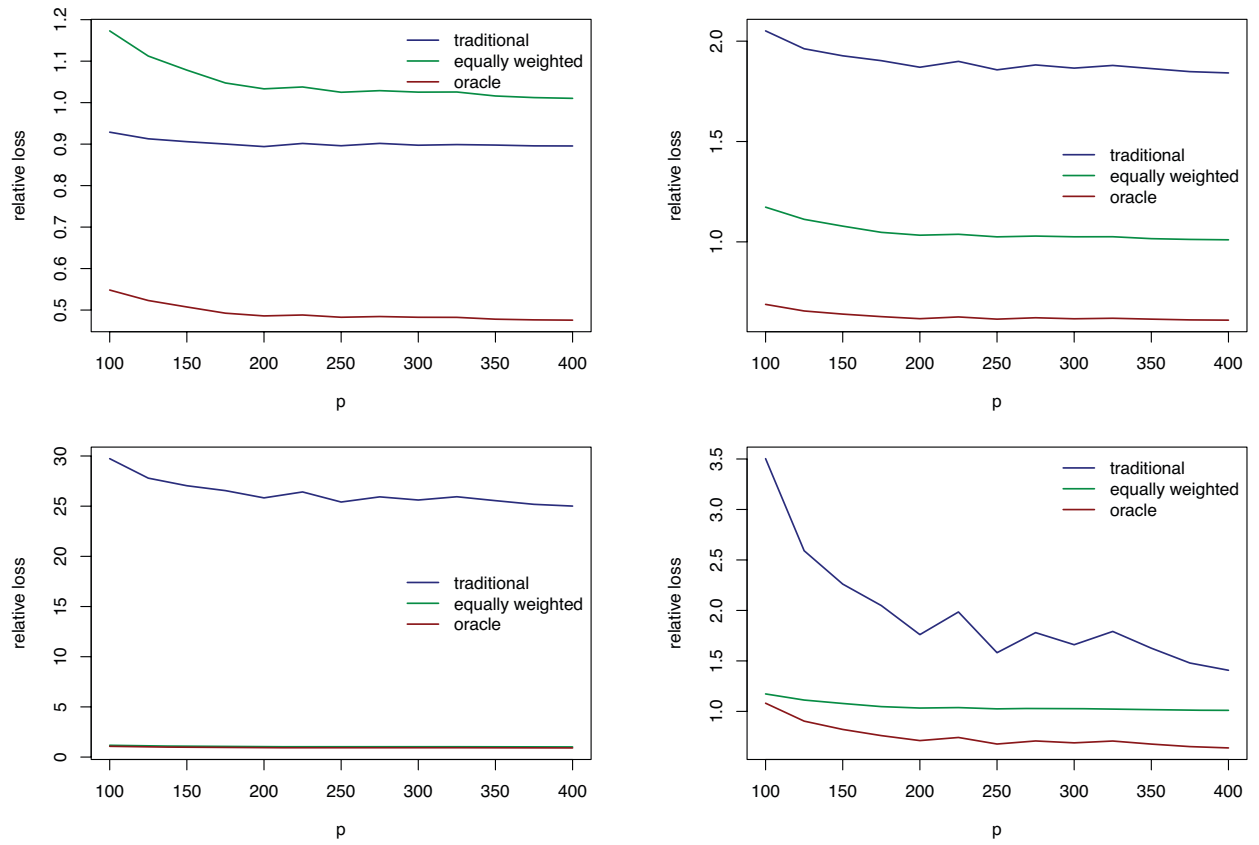 1.2
1.1
1.0
0.9
0.8
0.7
0.6
0.5
relative loss
traditional
equally weighted
oracle
100 150 200 250 300 350 400
p
2.0
1.5
1.0
relative loss
traditional
equally weighted
oracle
100 150 200 250 300 350 400
p
30
25
20
15
10
5
0
relative loss
traditional
equally weighted
oracle
100 150 200 250 300 350 400
p
3.5
3.0
2.5
2.0
1.5
1.0
relative loss
traditional
equally weighted
oracle
100 150 200 250 300 350 400
p